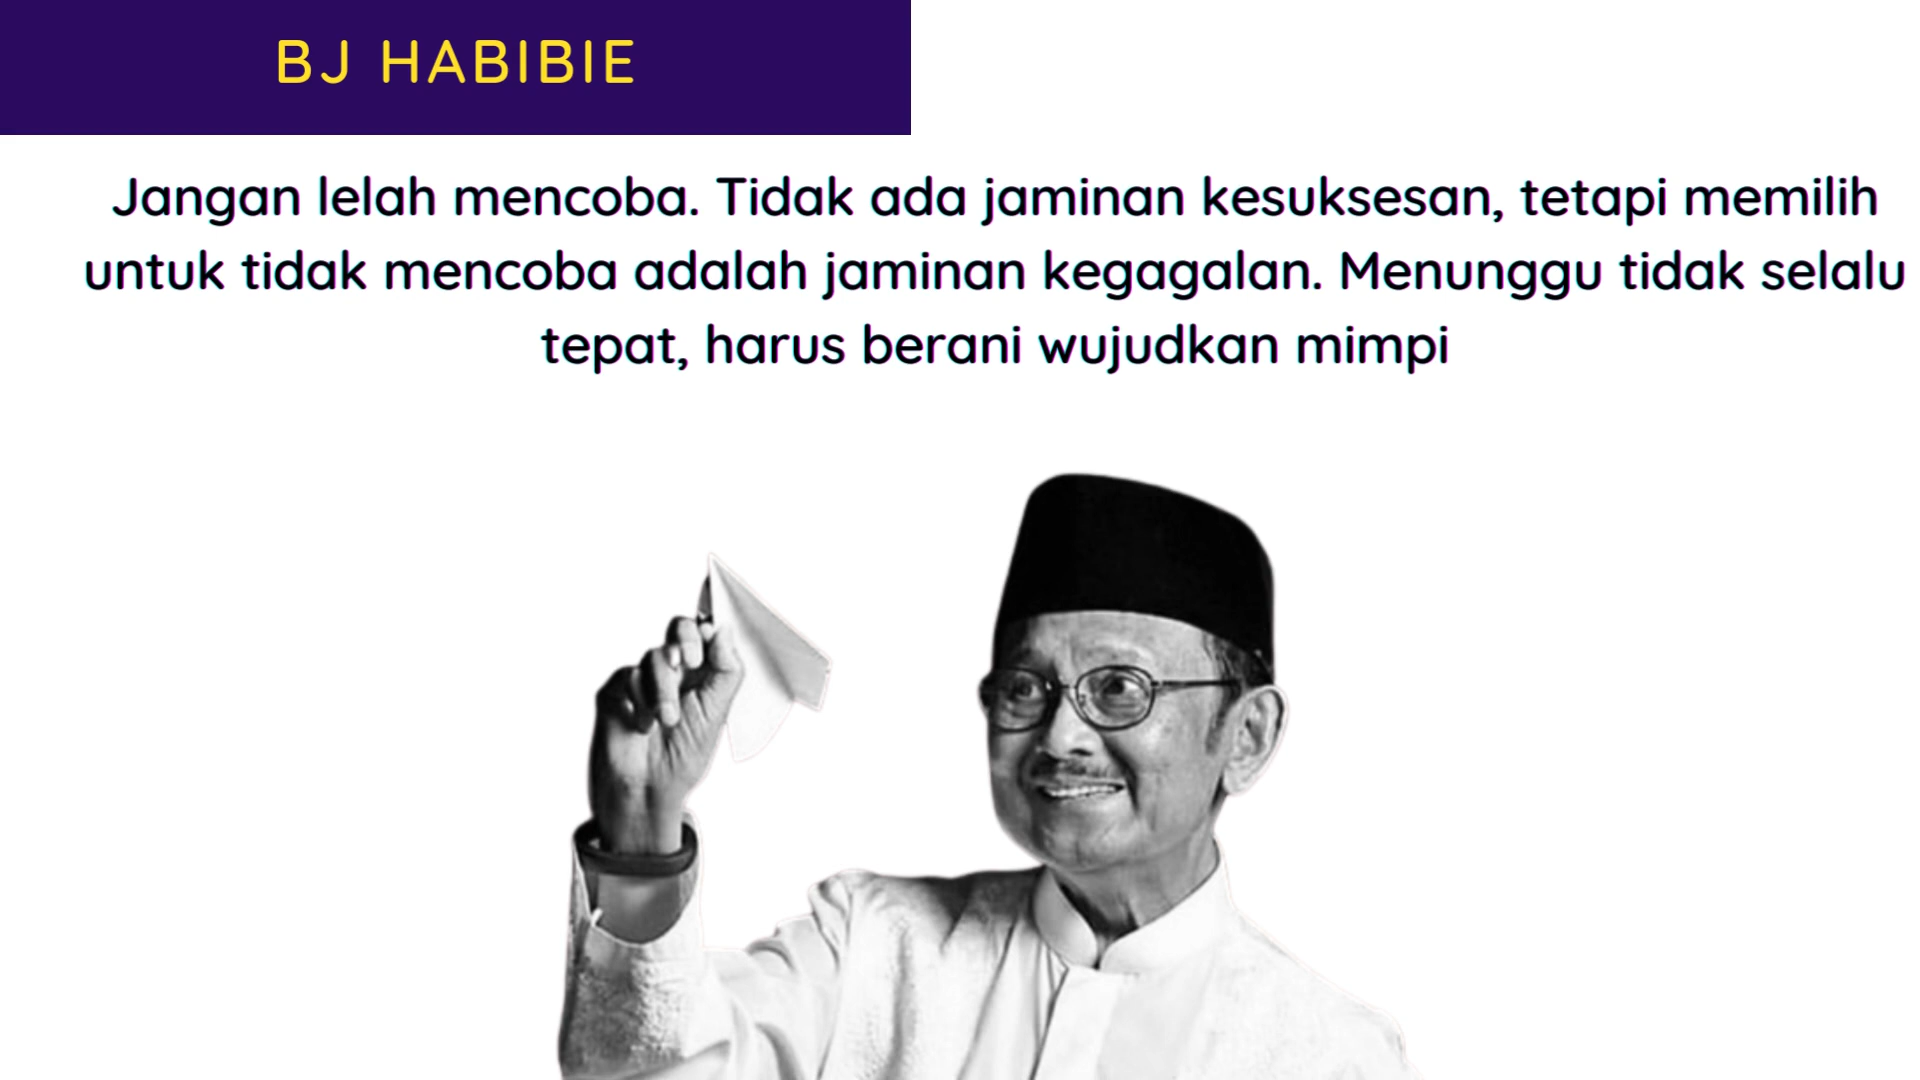 BJ HABIBIE
Jangan lelah mencoba. Tidak ada jaminan kesuksesan, tetapi memilih
untuk tidak mencoba adalah jaminan kegagalan. Menunggu tidak selalu
tepat, harus berani wujudkan mimpi